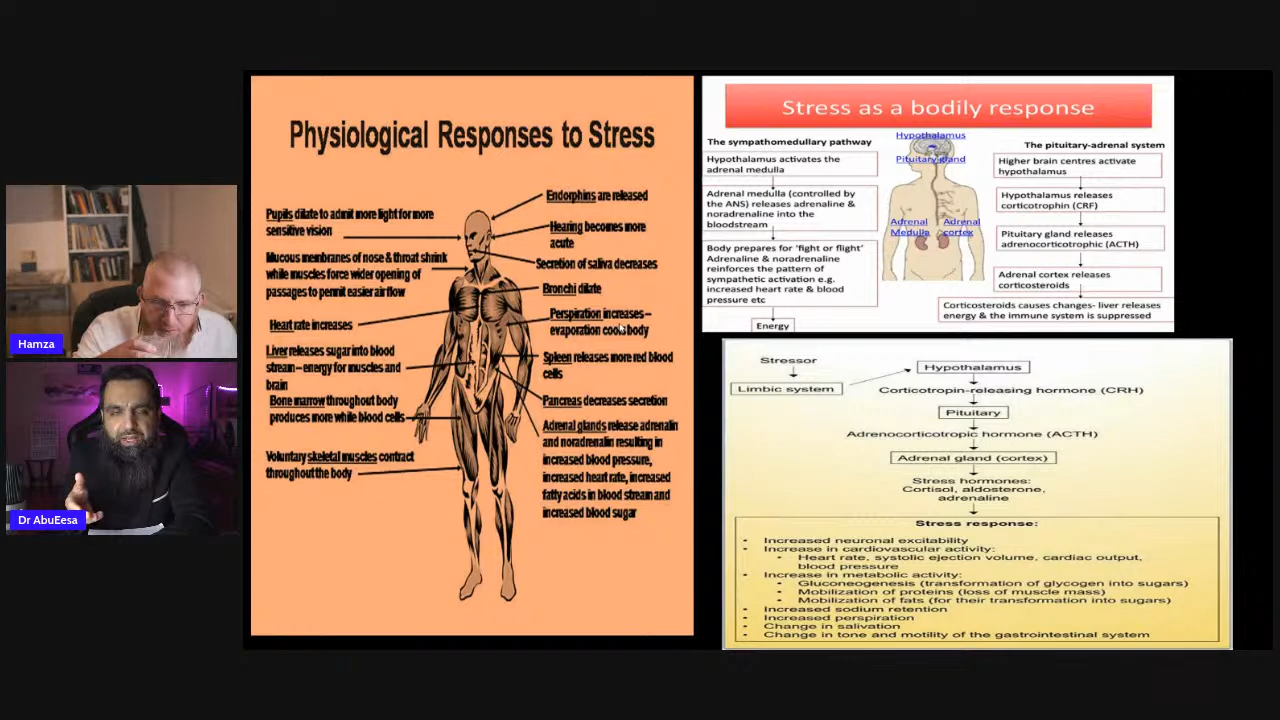 Hamza
Dr AbuEesa
Physiological Responses to Stress
Pupils dilate to admit more light for more
sensitive vision
Mucous membranes of nose & throat shrink
while muscles force wider opening of
passages to permit easier air flow
Heart rate increases
Liver releases sugar into blood
stream – energy for muscles and
brain
Bone marrow throughout body
produces more while blood cells
Voluntary skeletal muscles contract
throughout the body
Endorphins are released
Hearing becomes more
acute
Secretion of saliva decreases
Bronchi dilate
Perspiration increases –
evaporation cools body
Spleen releases more red blood
cells
Pancreas decreases secretion
Adrenal glands release adrenalin
and noradrenalin resulting in
increased blood pressure,
increased heart rate, increased
fatty acids in blood stream and
increased blood sugar
Stress as a bodily response
The sympathomedullary pathway
Hypothalamus activates the
adrenal medulla
Adrenal medulla (controlled by
the ANS) releases adrenaline &
noradrenaline into the
bloodstream
Body prepares for 'fight or flight'
Adrenaline & noradrenaline
reinforces the pattern of
sympathetic activation e.g.
increased heart rate & blood
pressure etc
Energy
Hypothalamus
Pituitary gland
Adrenal
Medulla
Adrenal
cortex
The pituitary-adrenal system
Higher brain centres activate
hypothalamus
Hypothalamus releases
corticotrophin (CRF)
Pituitary gland releases
adrenocorticotrophic (ACTH)
Adrenal cortex releases
corticosteroids
Corticosteroids causes changes- liver releases
energy & the immune system is suppressed
Stressor
Limbic system
Hypothalamus
Corticotropin-releasing hormone (CRH)
Pituitary
Adrenocorticotropic hormone (ACTH)
Adrenal gland (cortex)
Stress hormones:
Cortisol, aldosterone,
adrenaline
Stress response:
• Increased neuronal excitability
• Increase in cardiovascular activity:
• Heart rate, systolic ejection volume, cardiac output,
blood pressure
• Increase in metabolic activity:
• Gluconeogenesis (transformation of glycogen into sugars)
• Mobilization of proteins (loss of muscle mass)
• Mobilization of fats (for their transformation into sugars)
• Increased sodium retention
• Increased perspiration
• Change in salivation
• Change in tone and motility of the gastrointestinal system